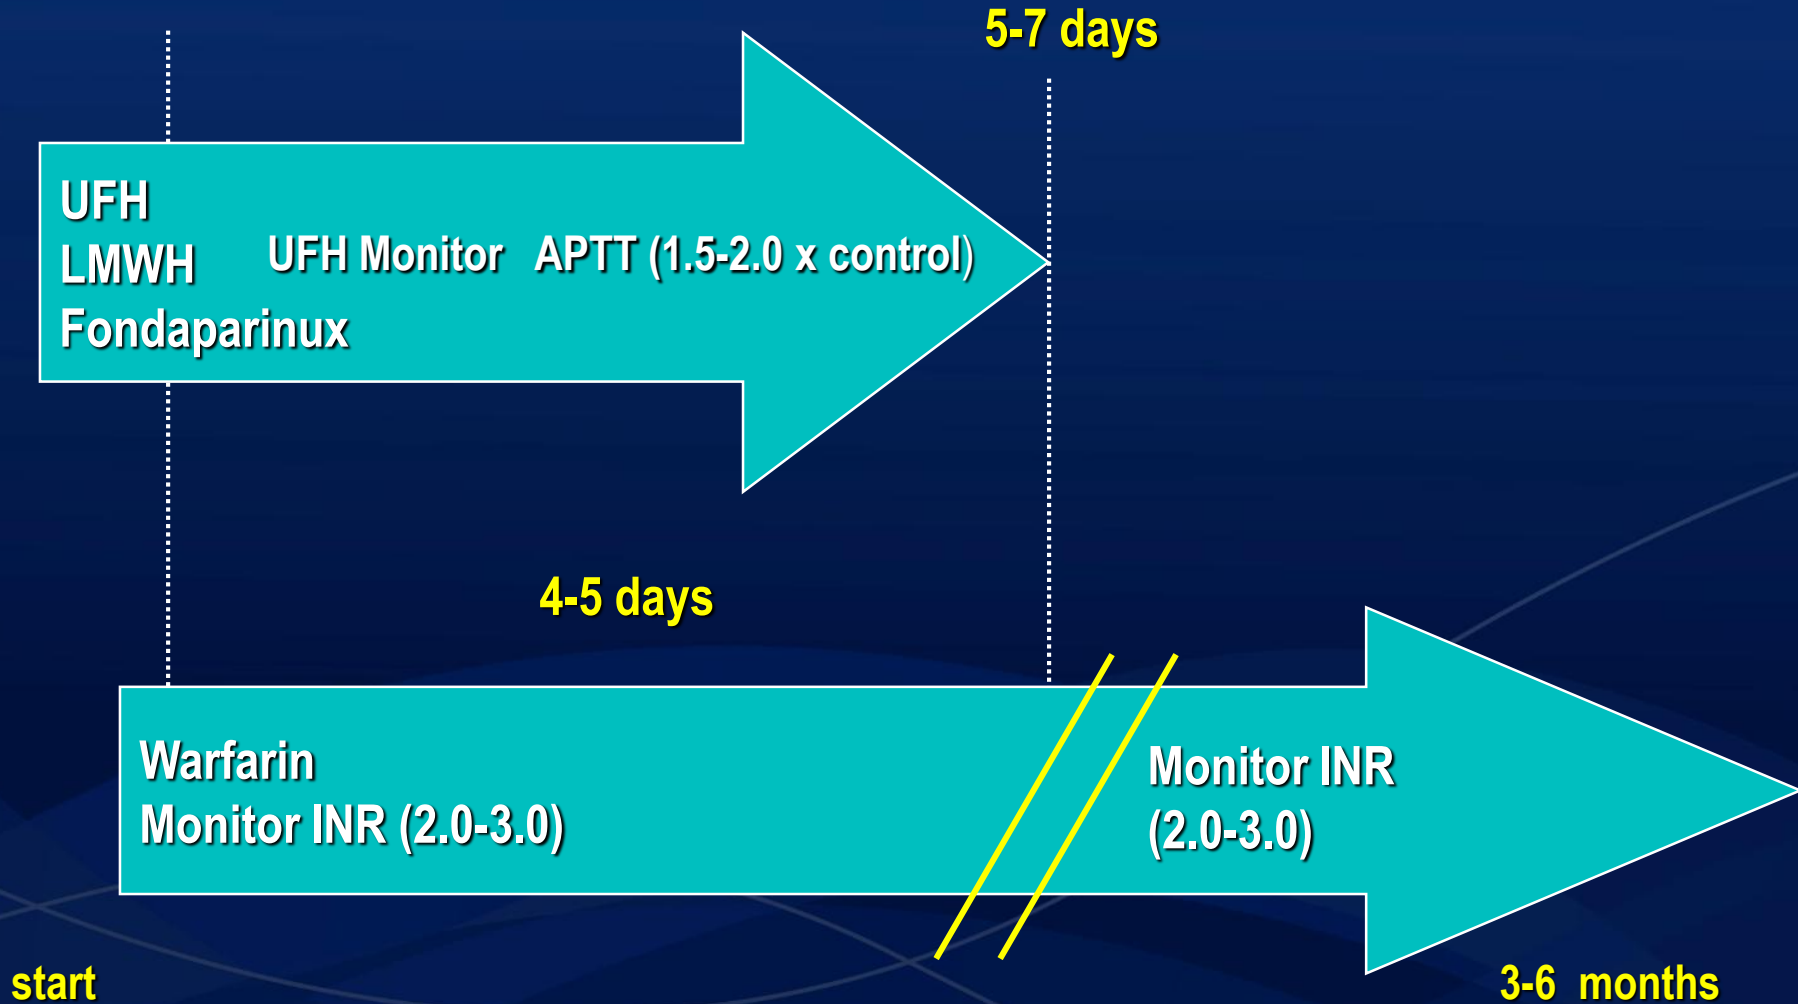 5-7 days
UFH
LMWH
Fondaparinux
UFH Monitor APTT (1.5-2.0 x control)
4-5 days
Warfarin
Monitor INR (2.0-3.0)
Monitor INR
(2.0-3.0)
start
3-6 months